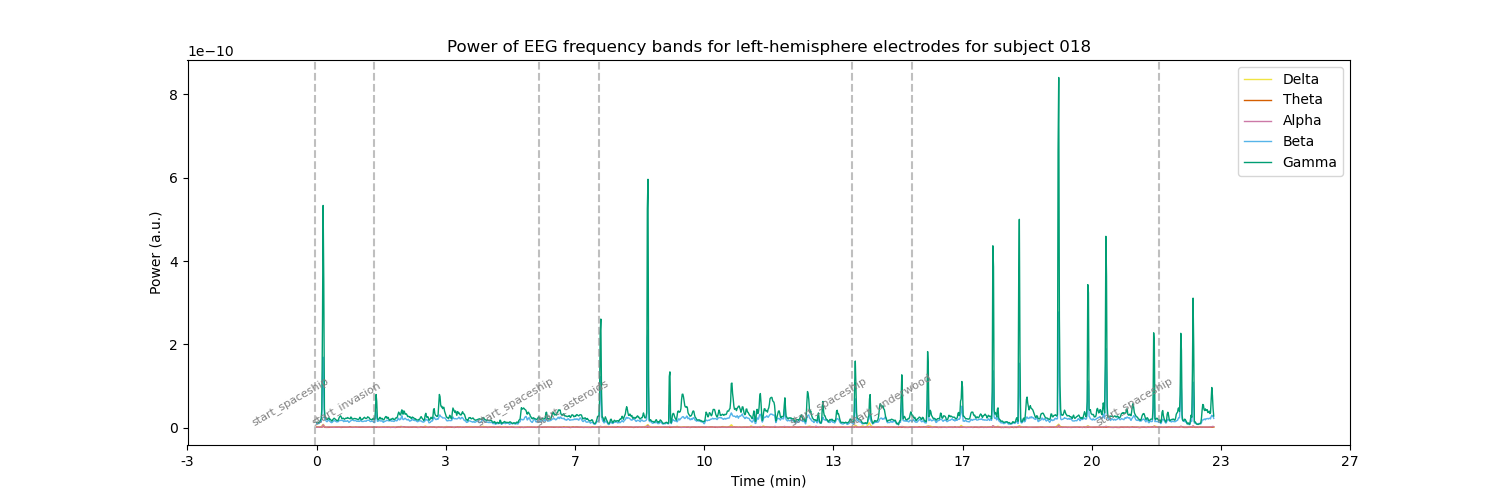 Power of EEG frequency bands for left-hemisphere electrodes for subject 018
1e−10
Delta
Theta
Alpha
Beta
Gamma
8
6
4
2
0
Power (a.u.)
start_spaceship
start_invasion
start_spaceship
start_asteroids
start_spaceship
start_underwood
start_spaceship
-3 0 3 7 10 13 17 20 23 27
Time (min)